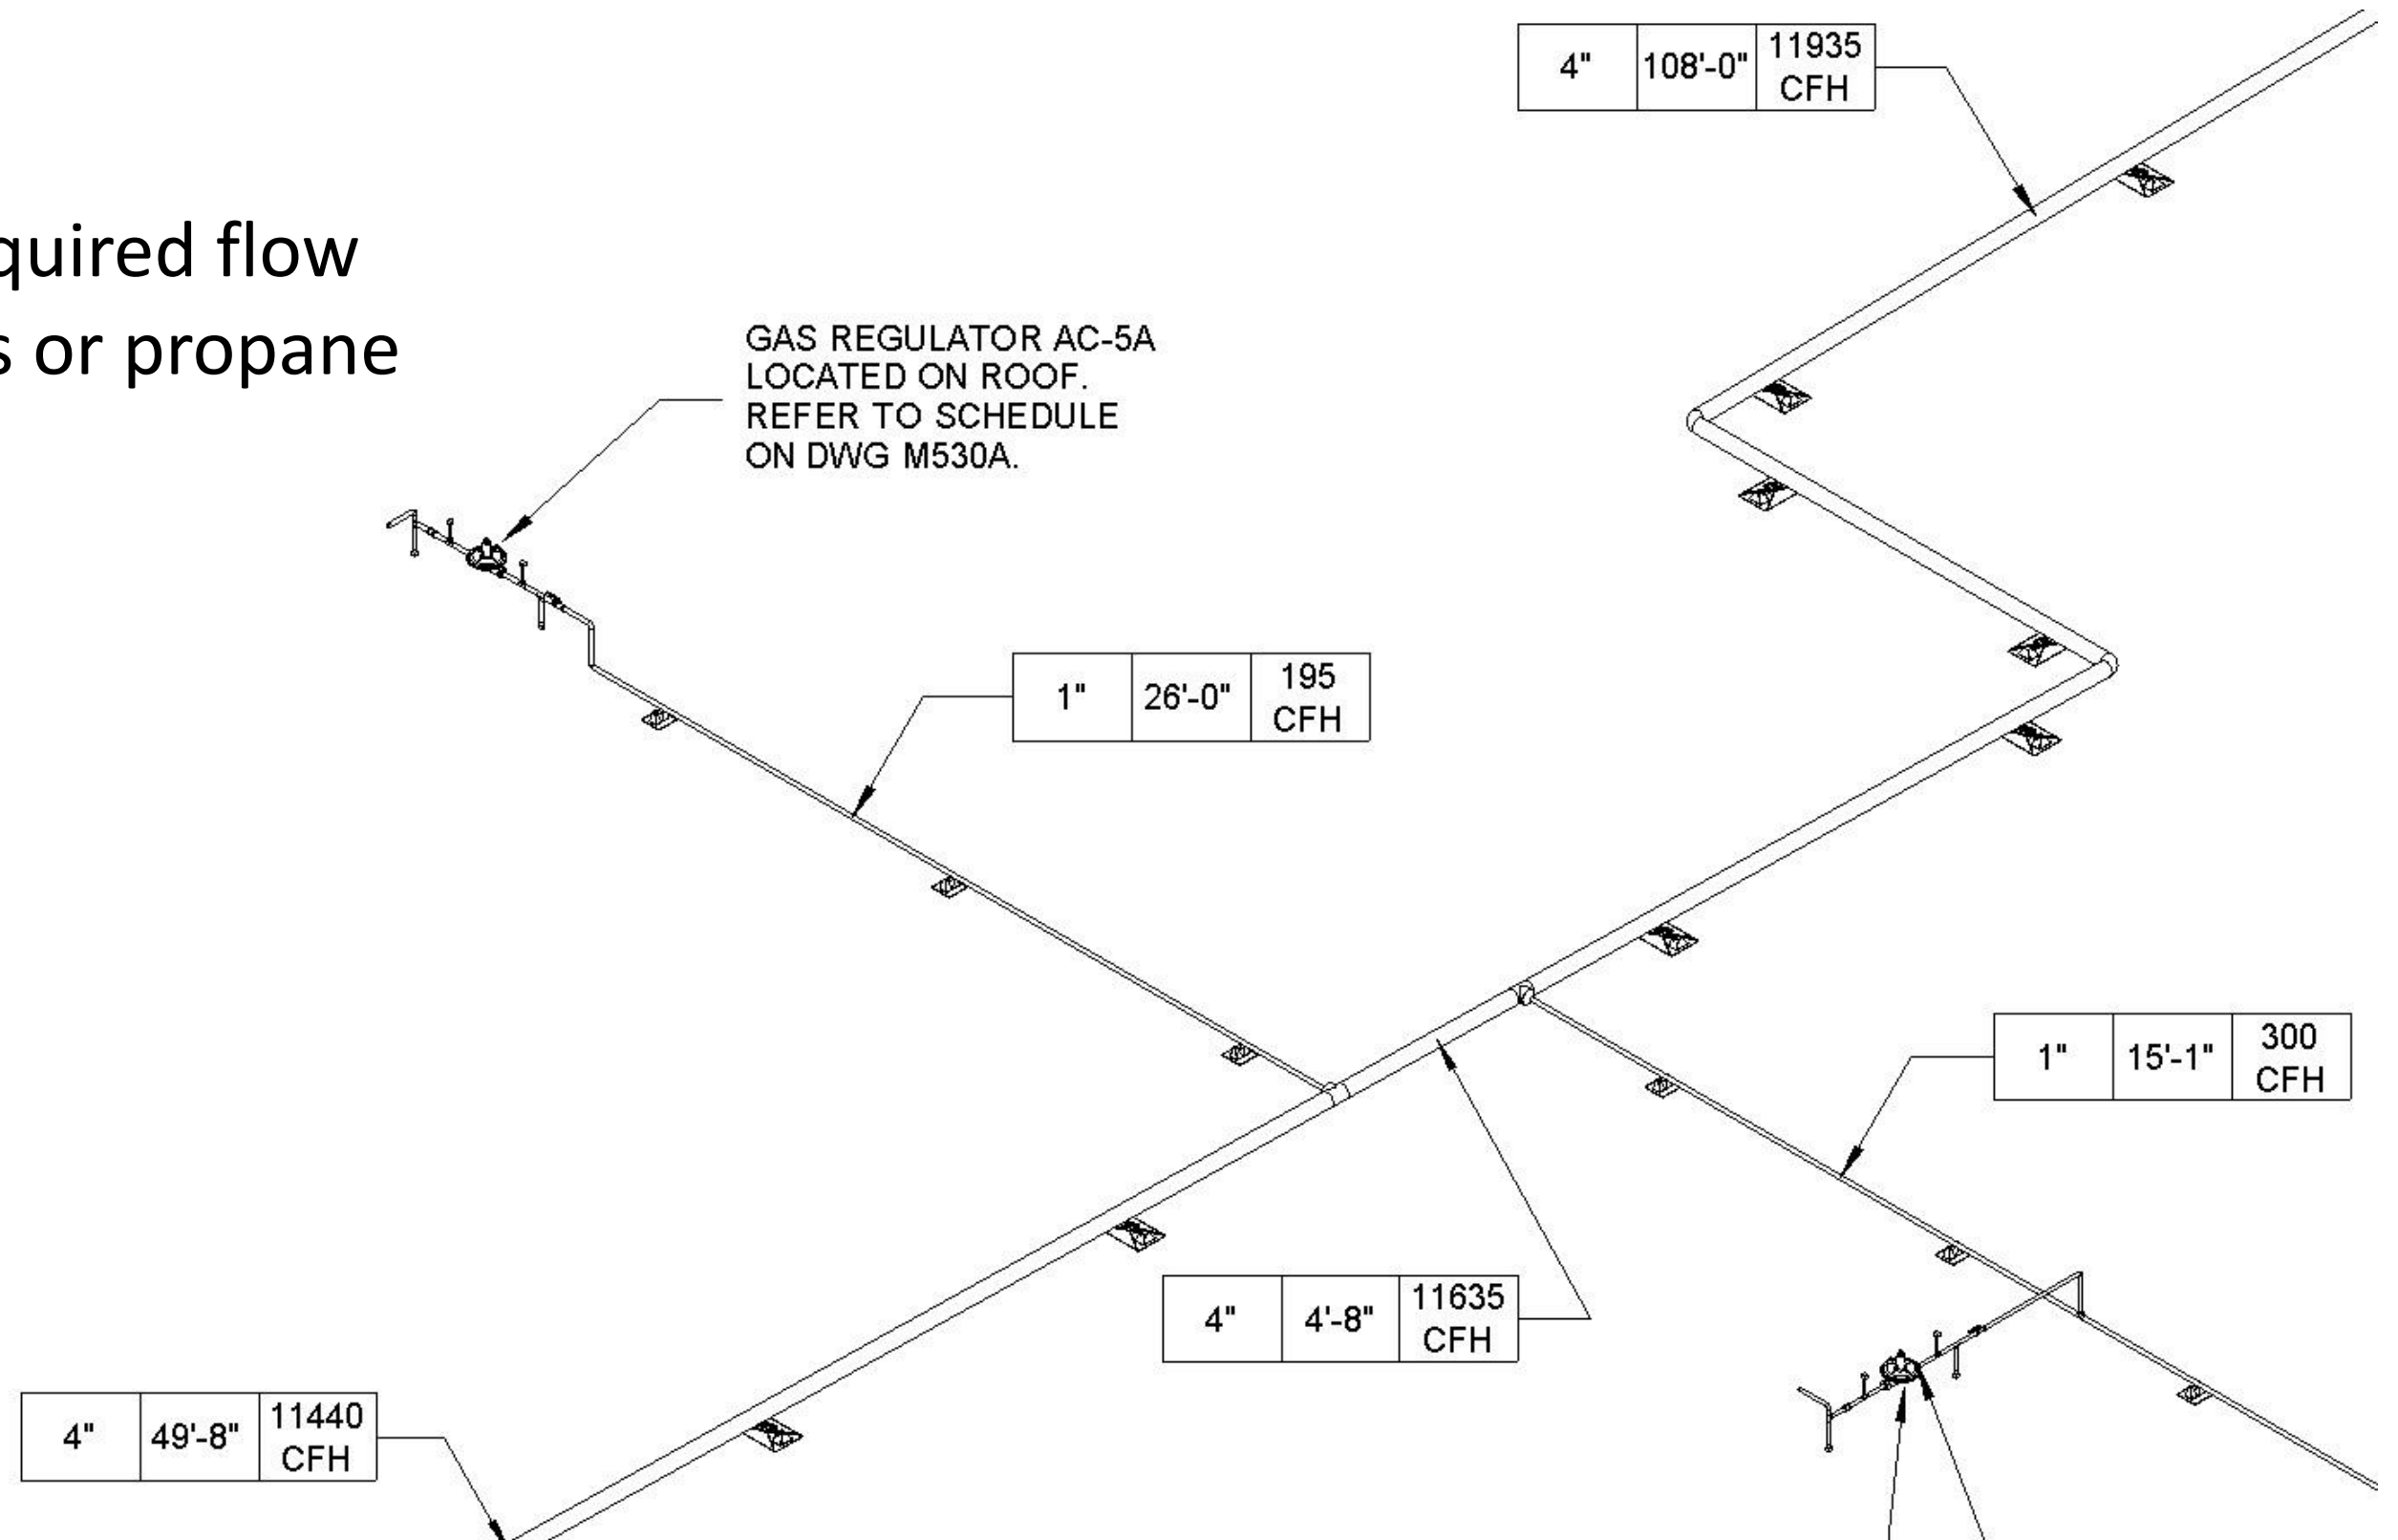 4" 108'-0" 11935
CFH
quired flow
s or propane
GAS REGULATOR AC-5A
LOCATED ON ROOF.
REFER TO SCHEDULE
ON DWG M530A.
1" 26'-0" 195
CFH
1" 15'-1" 300
CFH
4" 4'-8" 11635
CFH
4" 49'-8" 11440
CFH